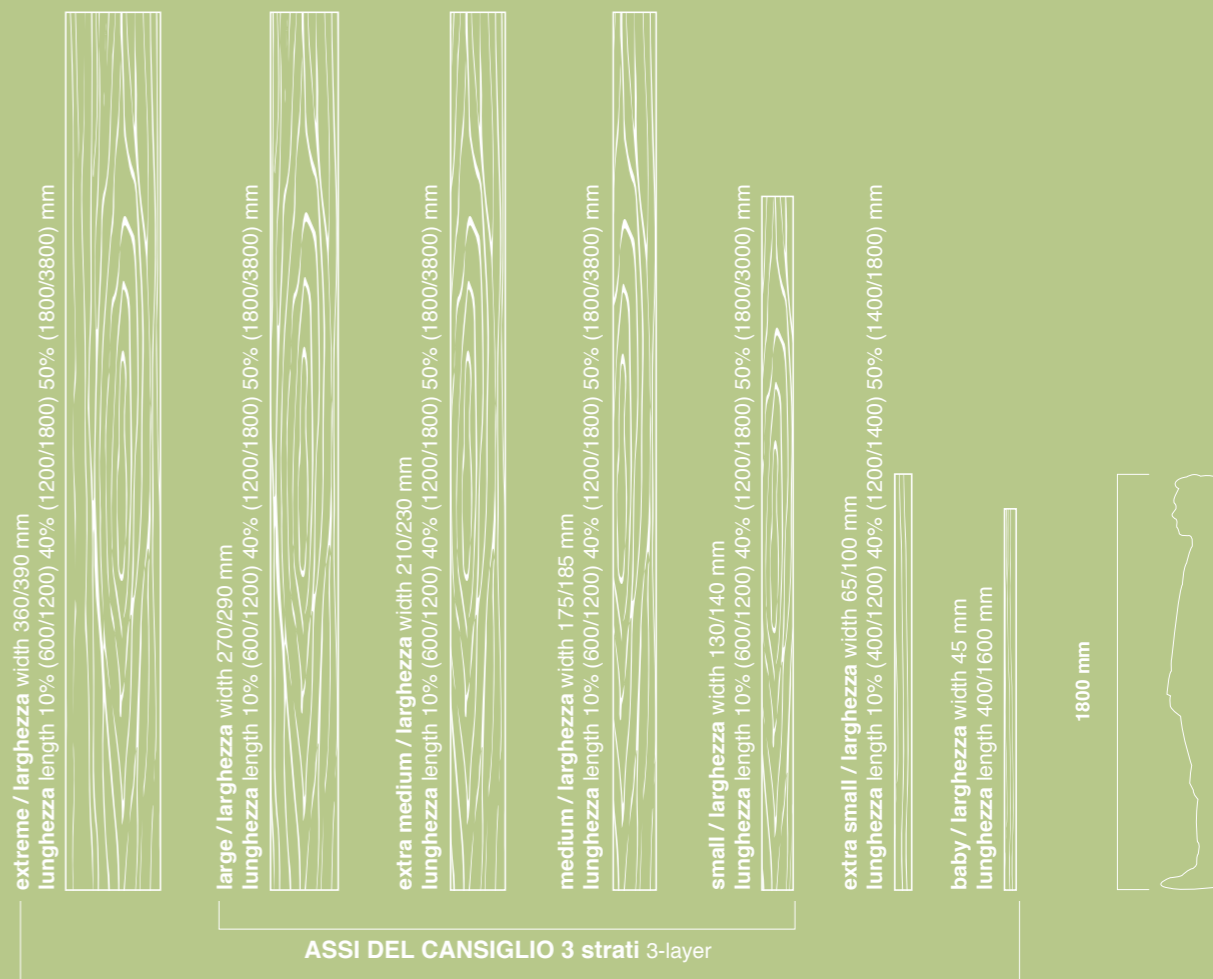 extreme / larghezza width 360/390 mm
lunghezza length 10% (600/1200) 40% (1200/1800) 50% (1800/3800) mm
large / larghezza width 270/290 mm
lunghezza length 10% (600/1200) 40% (1200/1800) 50% (1800/3800) mm
extra medium / larghezza width 210/230 mm
lunghezza length 10% (600/1200) 40% (1200/1800) 50% (1800/3800) mm
medium / larghezza width 175/185 mm
lunghezza length 10% (600/1200) 40% (1200/1800) 50% (1800/3800) mm
small / larghezza width 130/140 mm
lunghezza length 10% (600/1200) 40% (1200/1800) 50% (1800/3000) mm
extra small / larghezza width 65/100 mm
lunghezza length 10% (400/1200) 40% (1200/1400) 50% (1400/1800) mm
baby / larghezza width 45 mm
lunghezza length 400/1600 mm
1800 mm
ASSI DEL CANSIGLIO 3 strati 3-layer